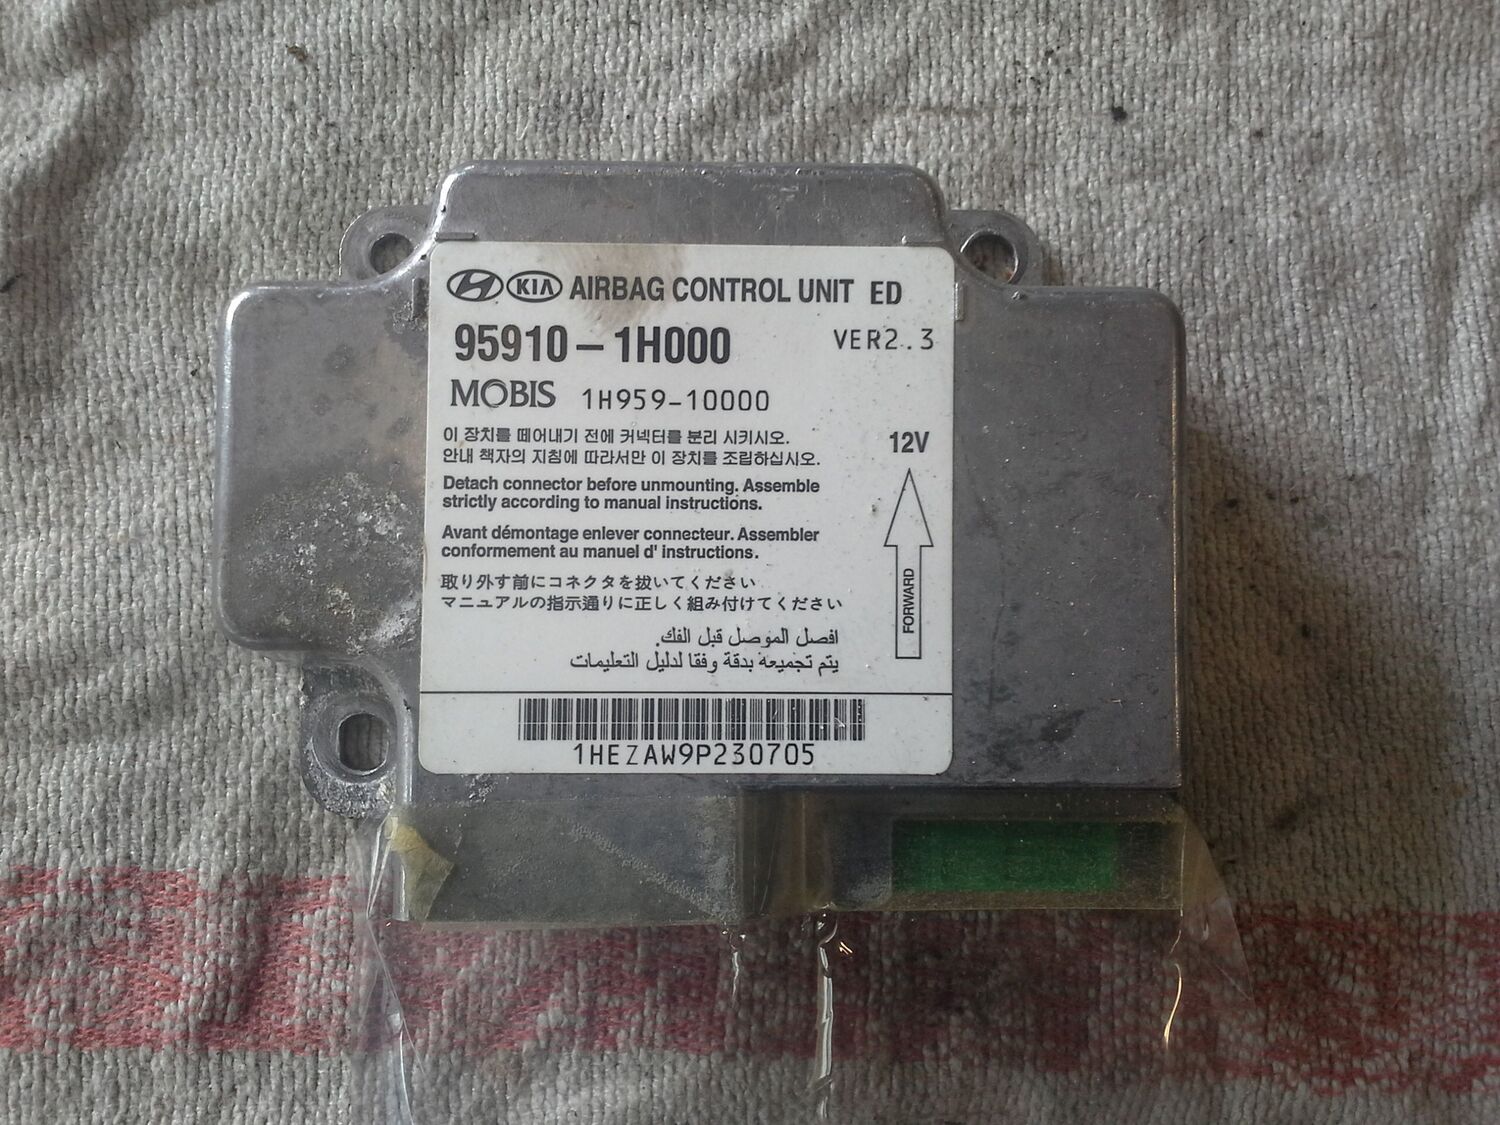 KIA AIRBAG CONTROL UNIT ED
95910-1H000 VER2.3
MOBIS 1H959-10000
이 장치를 떼어내기 전에 커넥터를 분리 시키시오.
안내 책자의 지침에 따라서만 이 장치를 조립하십시오.
12V
Detach connector before unmounting. Assemble
strictly according to manual instructions.
Avant démontage enlever connecteur. Assembler
conformement au manuel d' instructions.
FORWARD
取り外す前にコネクタを抜いてください
マニュアルの指示通りに正しく組み付けてください
افصل الموصل قبل الفك.
يتم تجميعه بدقة وفقا لدليل التعليمات
1HEZAW9P230705